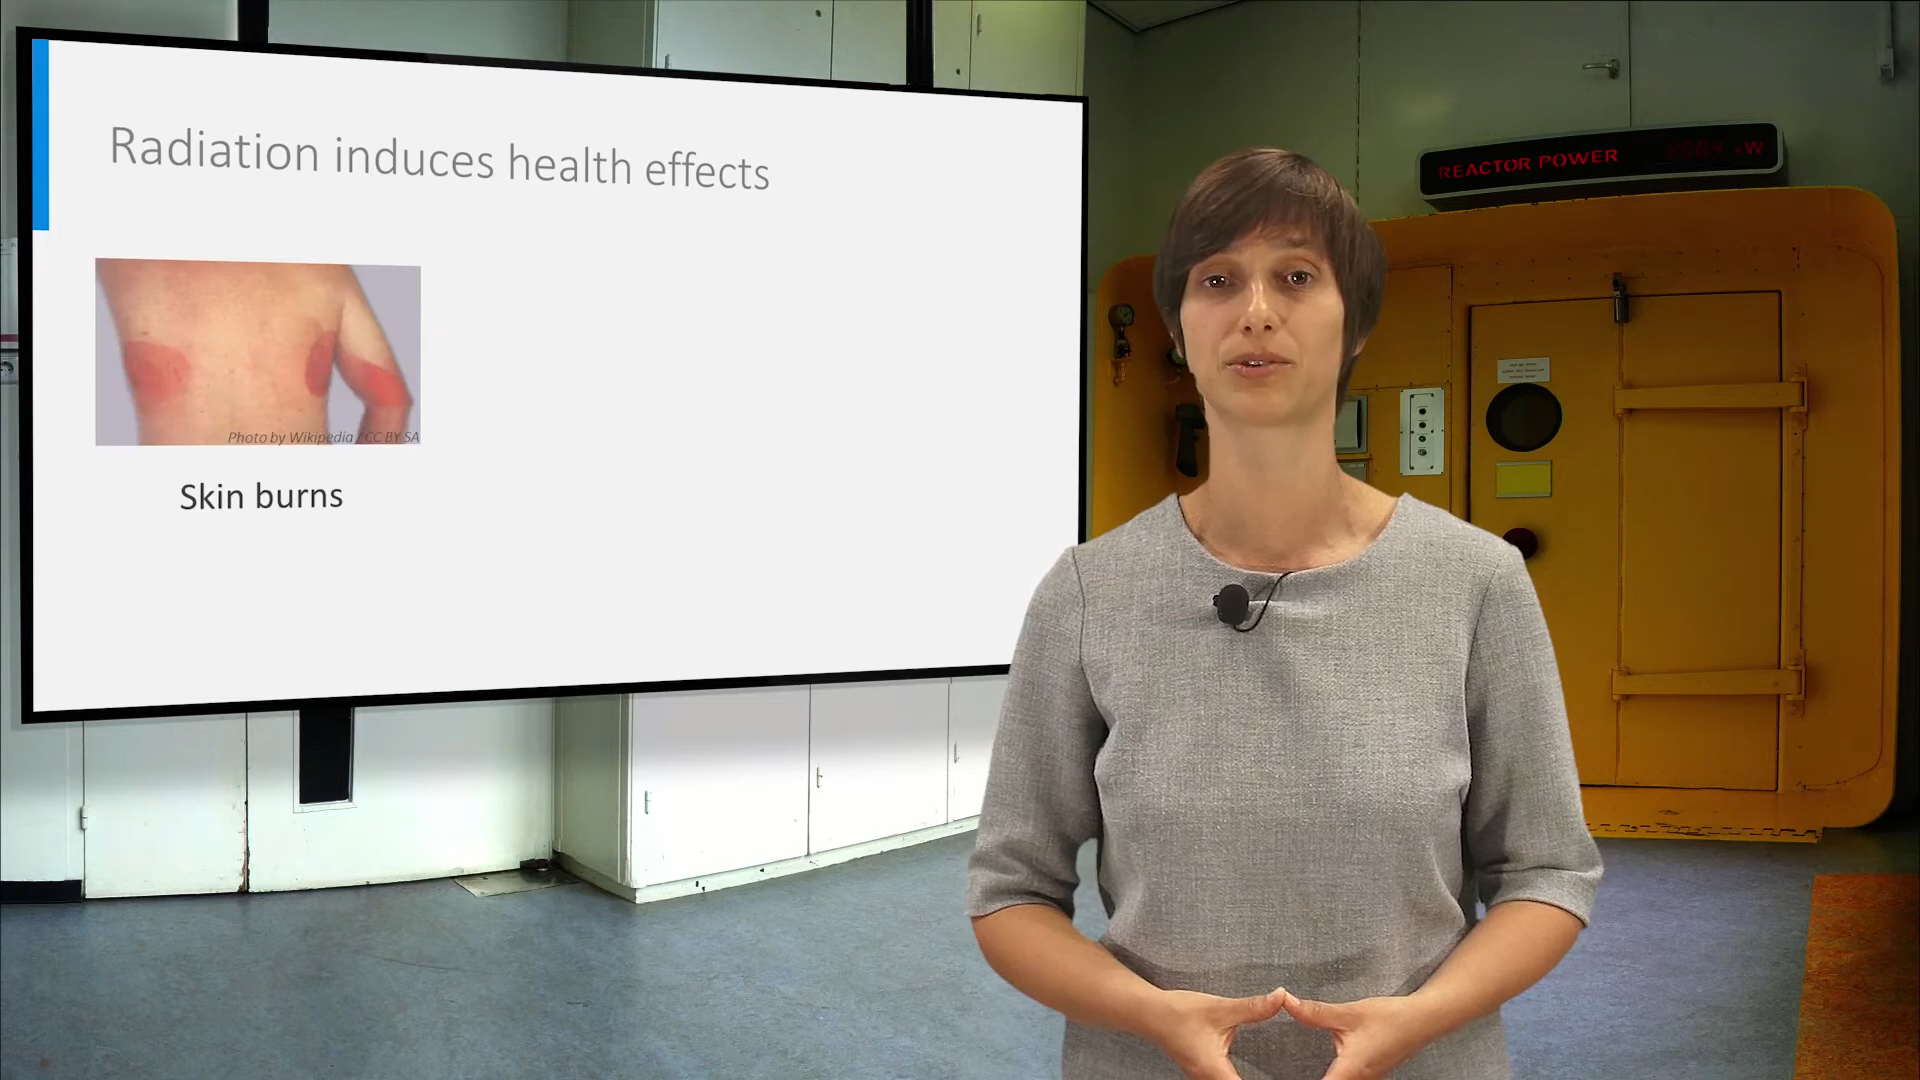 Radiation induces health effects
REACTOR POWER
Photo by Wikipedia / CC BY SA
Skin burns